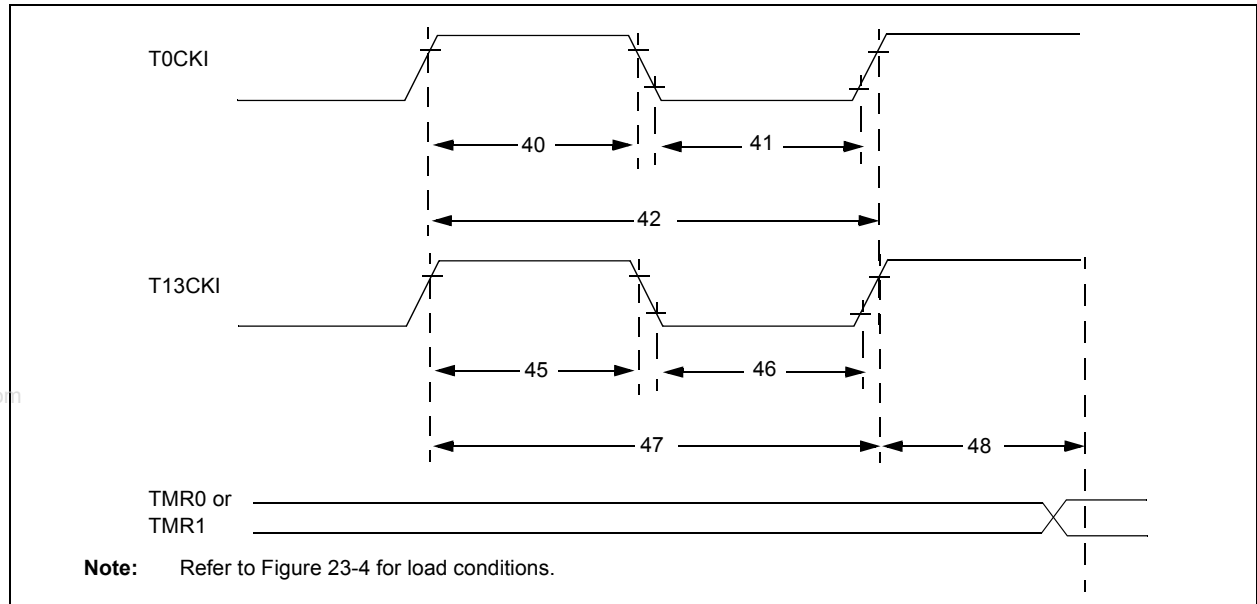 T0CKI
40
41
42
T13CKI
45
46
om
47
48
TMR0 or
TMR1
Note: Refer to Figure 23-4 for load conditions.